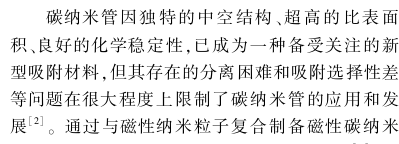 碳纳米管因独特的中空结构、超高的比表面
积、良好的化学稳定性,已成为一种备受关注的新
型吸附材料,但其存在的分离困难和吸附选择性差
等问题在很大程度上限制了碳纳米管的应用和发
展[2]。通过与磁性纳米粒子复合制备磁性碳纳米